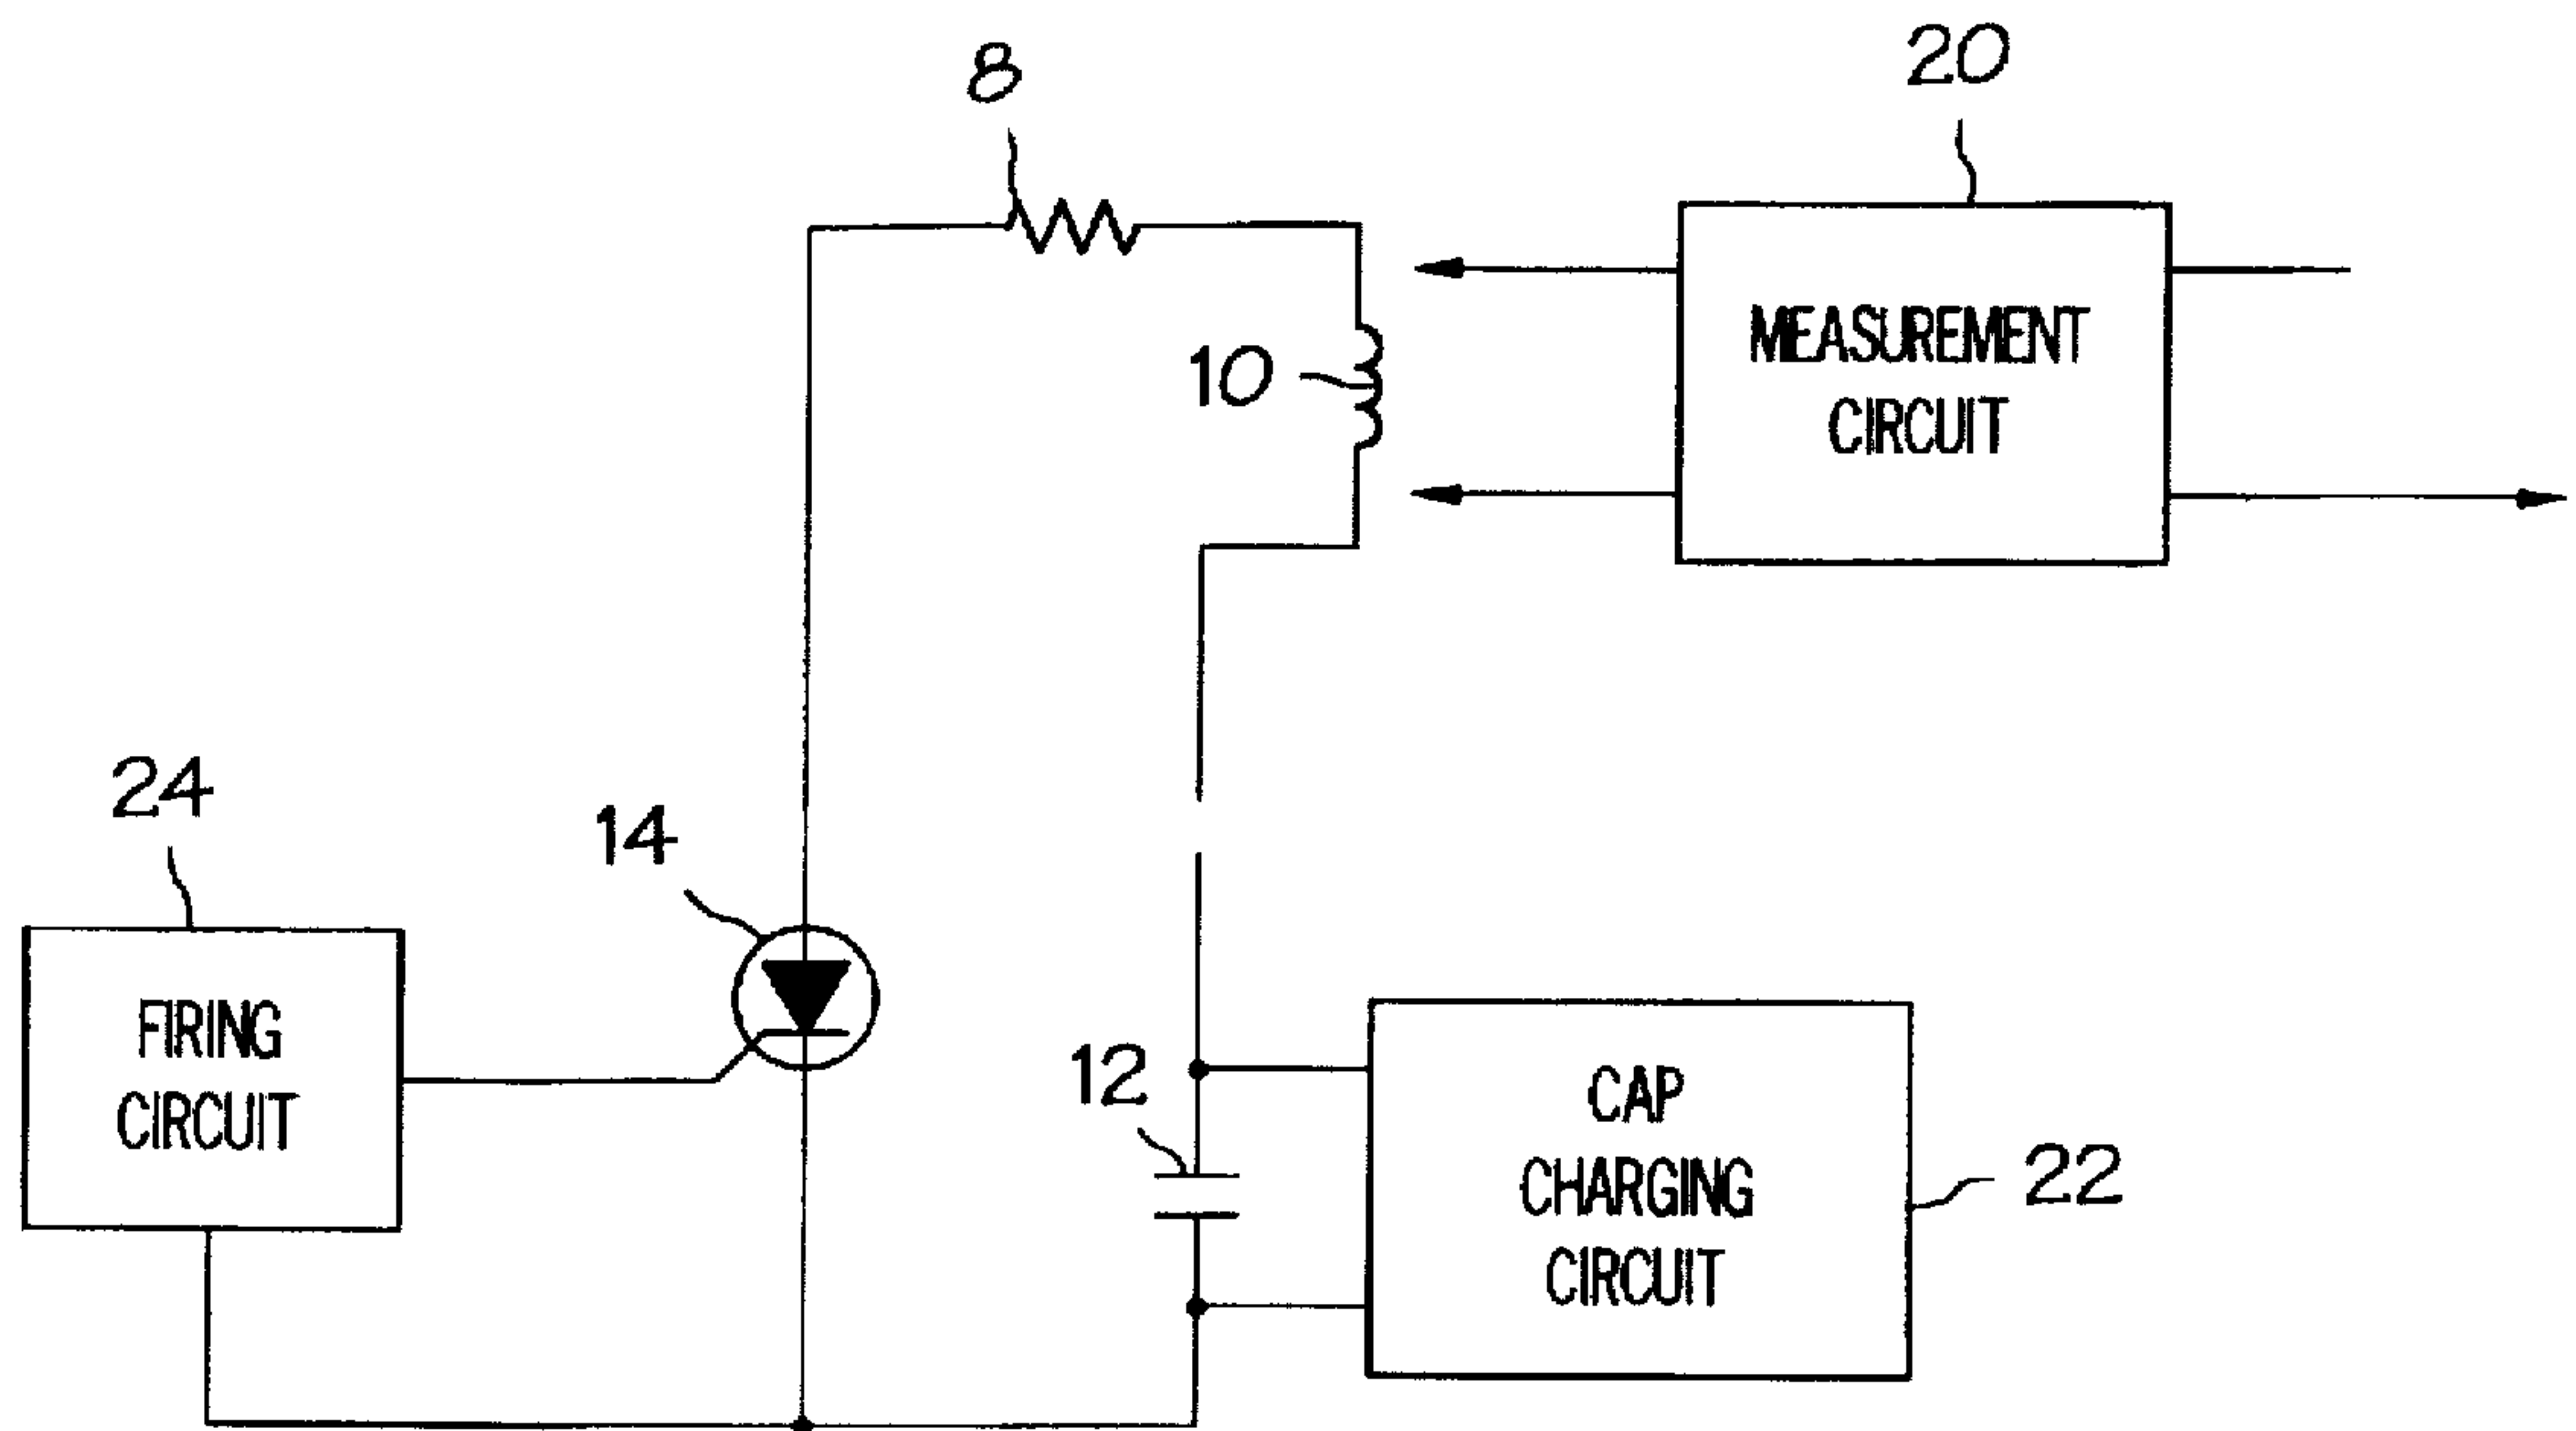 8
20
10
MEASUREMENT
CIRCUIT
24
14
FIRING
CIRCUIT
12
CAP
CHARGING
CIRCUIT
22